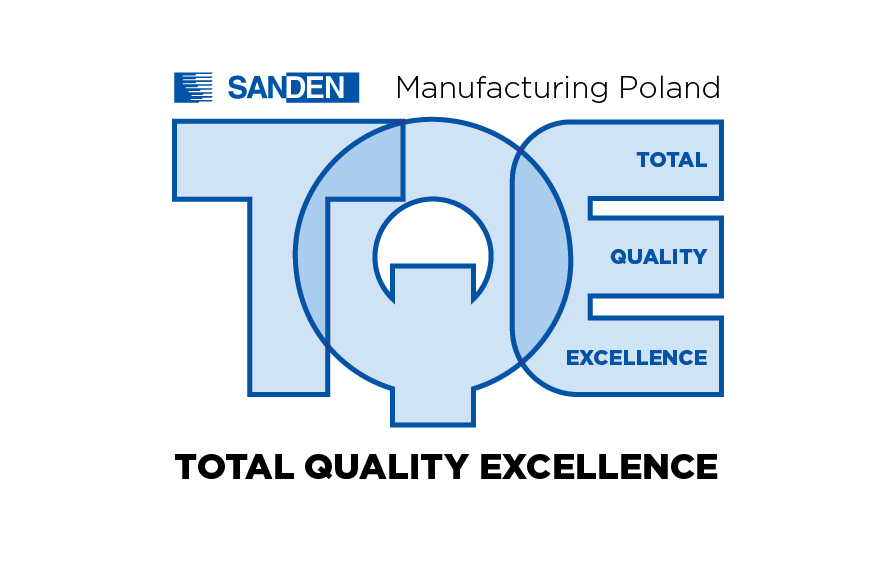 SANDEN Manufacturing Poland
TQE
TOTAL
QUALITY
EXCELLENCE
TOTAL QUALITY EXCELLENCE